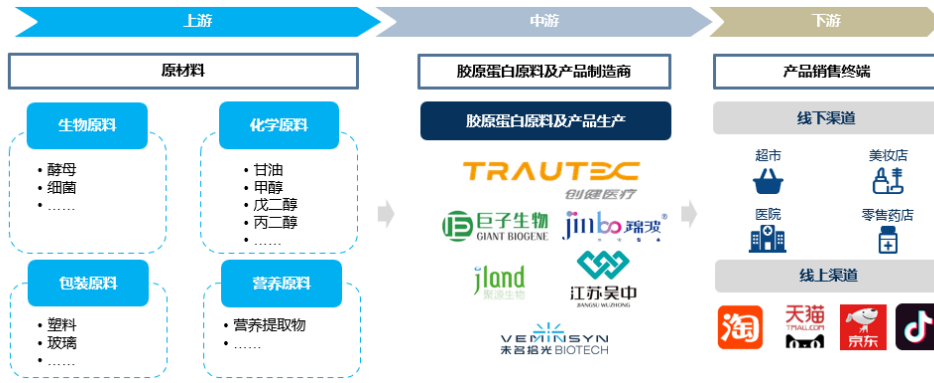 上游
中游
下游
原材料
胶原蛋白原料及产品制造商
产品销售终端
生物原料
• 酵母
• 细菌
• ……
化学原料
• 甘油
• 甲醇
• 戊二醇
• 丙二醇
• ……
包装原料
• 塑料
• 玻璃
• ……
营养原料
• 营养提取物
• ……
胶原蛋白原料及产品生产
TRAUTEC
创健医疗
巨子生物
GIANT BIOGENE
jinbo 锦波®
jland
聚源生物
江苏吴中
JIANGSU WUZHONG
VEMINSYN
未名拾光 BIOTECH
线下渠道
超市
美妆店
医院
零售药店
线上渠道
淘
天猫
TMALL.COM
京东